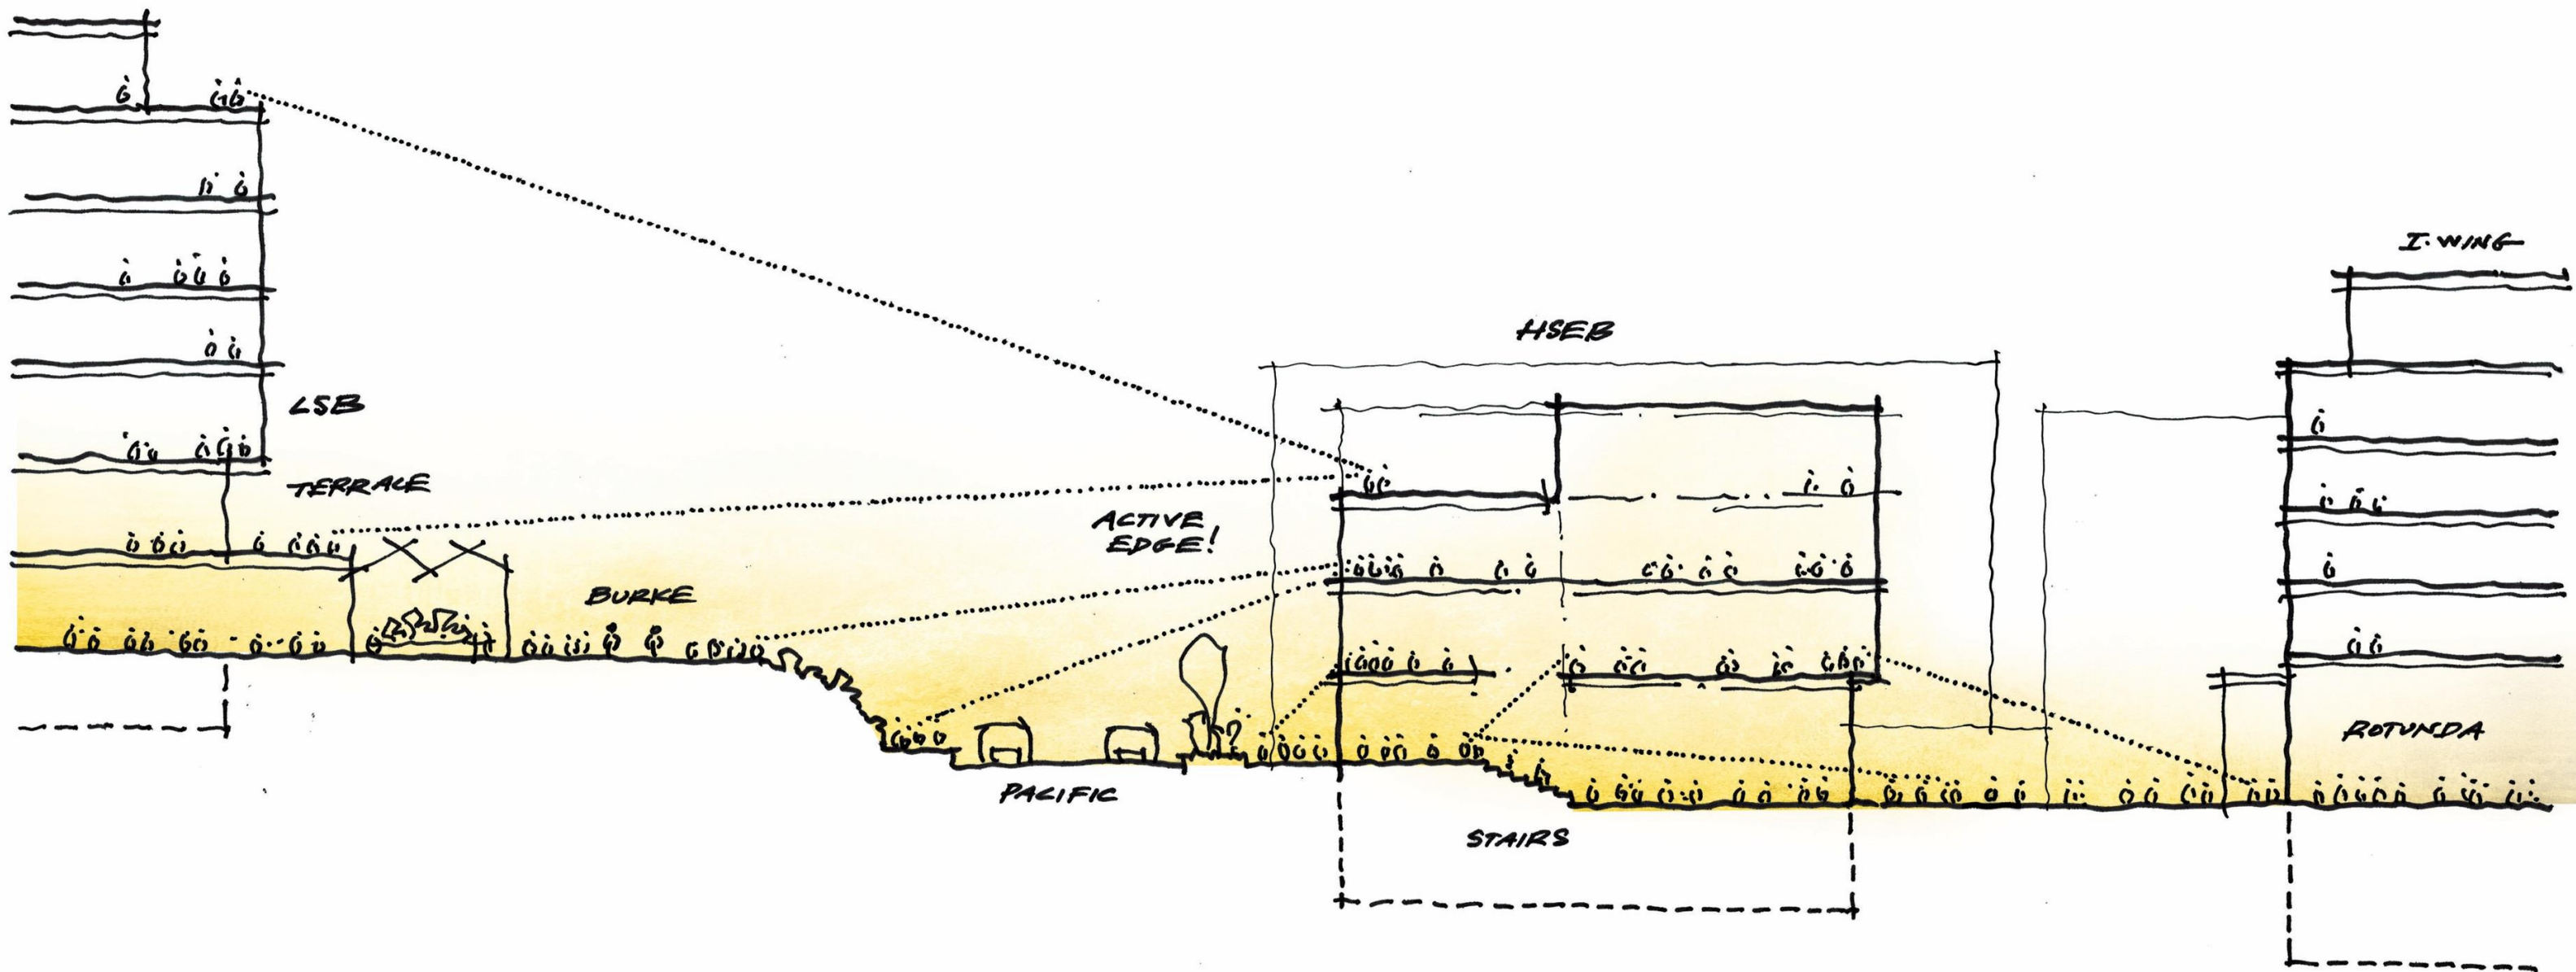 I. WING
HSEB
LSB
TERRACE
ACTIVE
EDGE!
BURKE
ROTUNDA
PACIFIC
STAIRS